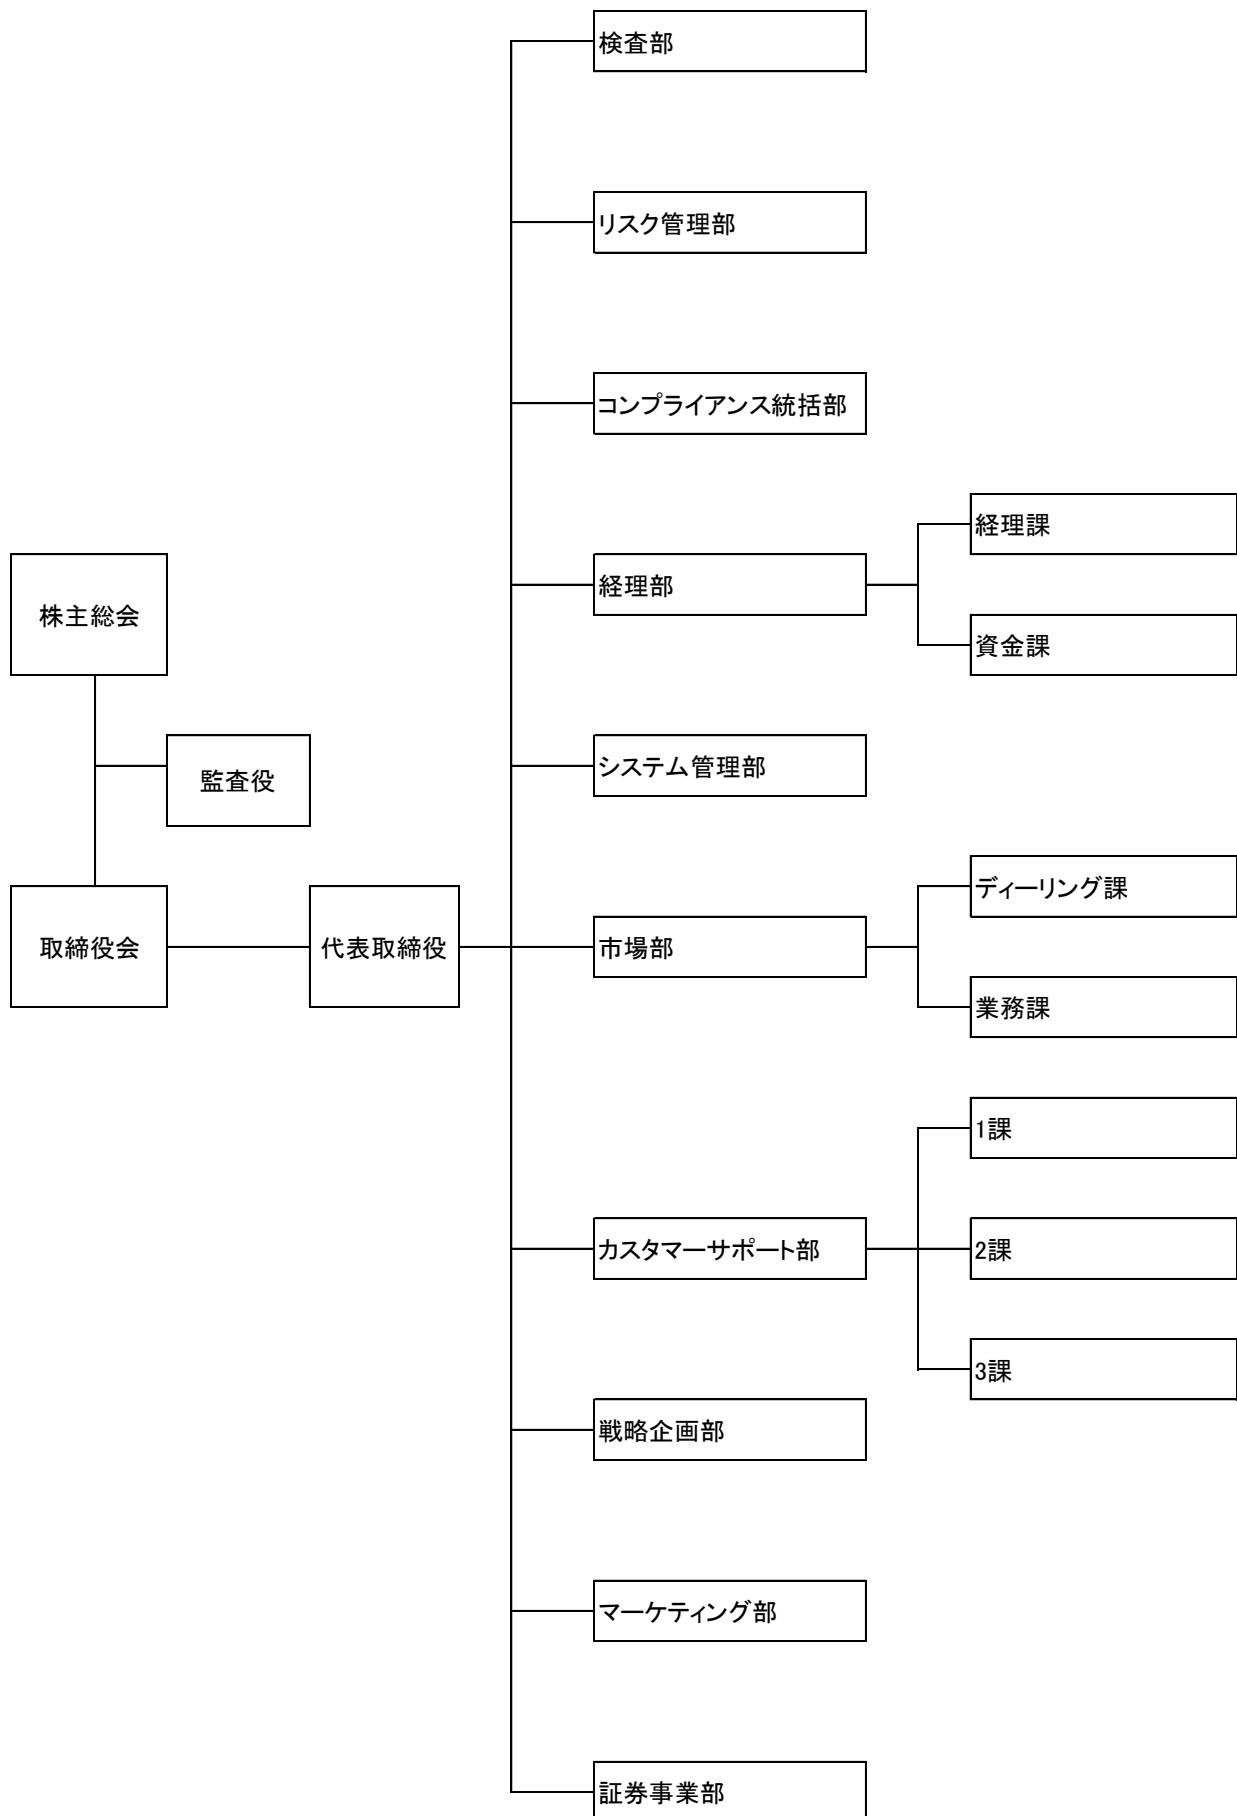 検査部
リスク管理部
コンプライアンス統括部
経理課
株主総会
経理部
資金課
監査役
システム管理部
ディーリング課
取締役会
代表取締役
市場部
業務課
1課
カスタマーサポート部
2課
3課
戦略企画部
マーケティング部
証券事業部